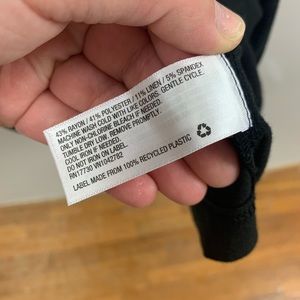 43% RAYON / 41% POLYESTER / 11% LINEN / 5% SPANDEX
MACHINE WASH COLD WITH LIKE COLORS. GENTLE CYCLE.
ONLY NON-CHLORINE BLEACH IF NEEDED.
TUMBLE DRY LOW. REMOVE PROMPTLY.
COOL IRON IF NEEDED.
DO NOT IRON ON LABEL.
RN17730 VN1042782
LABEL MADE FROM 100% RECYCLED PLASTIC